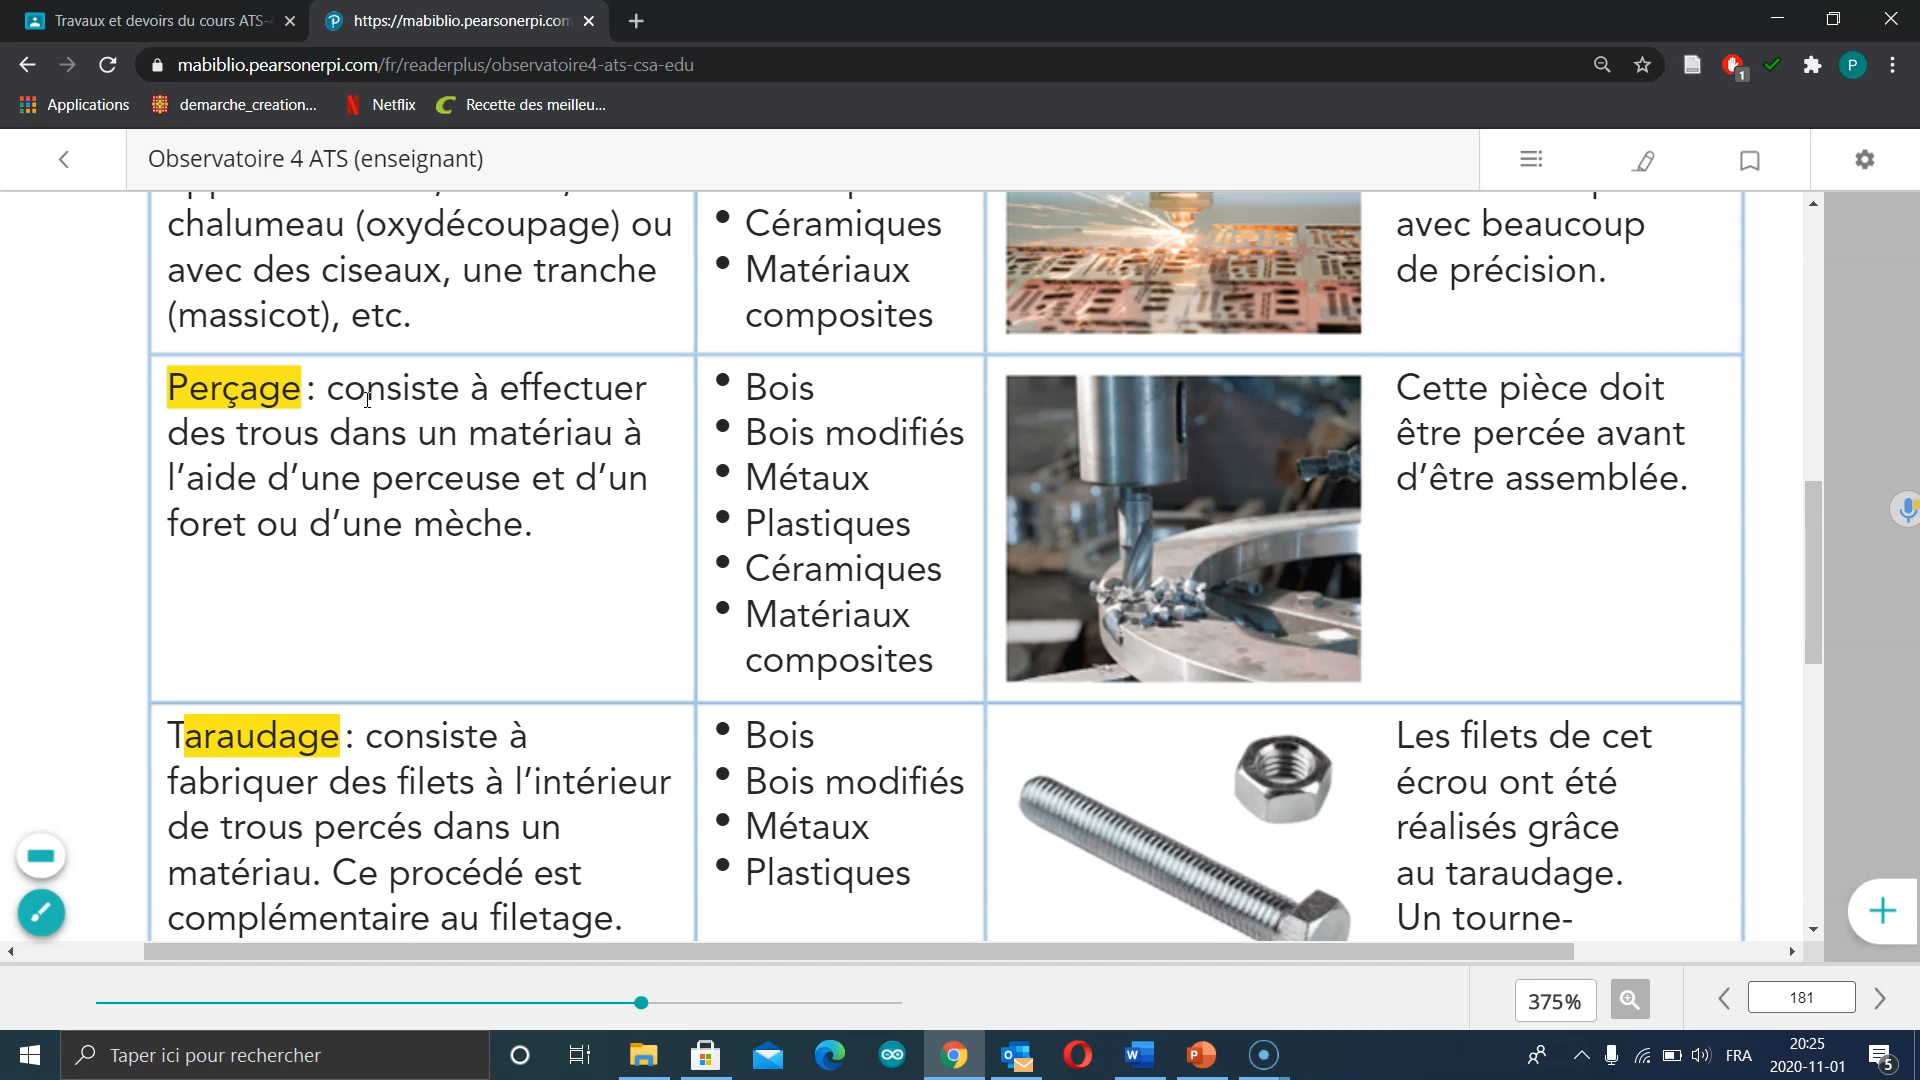 Travaux et devoirs du cours ATS-
https://mabiblio.pearsonerpi.com
mabiblio.pearsonerpi.com/fr/readerplus/observatoire4-ats-csa-edu
1
P
Applications
demarche_creation...
Netflix
Recette des meilleu...
Observatoire 4 ATS (enseignant)
chalumeau (oxydécoupage) ou
avec des ciseaux, une tranche
(massicot), etc.
• Céramiques
• Matériaux
composites
avec beaucoup
de précision.
Perçage : consiste à effectuer
des trous dans un matériau à
l'aide d'une perceuse et d'un
foret ou d'une mèche.
• Bois
• Bois modifiés
• Métaux
• Plastiques
• Céramiques
• Matériaux
composites
Cette pièce doit
être percée avant
d'être assemblée.
Taraudage : consiste à
fabriquer des filets à l'intérieur
de trous percés dans un
matériau. Ce procédé est
complémentaire au filetage.
• Bois
• Bois modifiés
• Métaux
• Plastiques
Les filets de cet
écrou ont été
réalisés grâce
au taraudage.
Un tourne-
375%
181
Taper ici pour rechercher
FRA
20:25
2020-11-01
5